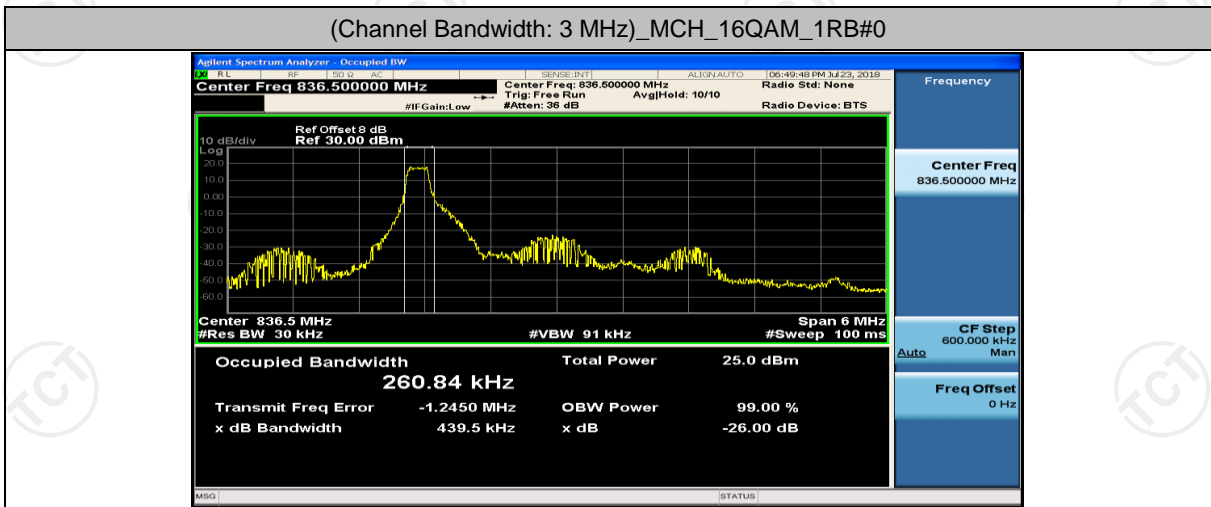 (Channel Bandwidth: 3 MHz)_MCH_16QAM_1RB#0
Agilent Spectrum Analyzer - Occupied BW
LXI RL RF 50 Ω AC SENSE:INT ALIGN AUTO 06:49:48 PM Jul 23, 2018
Center Freq 836.500000 MHz Center Freq: 836.500000 MHz Radio Std: None
Trig: Free Run Avg|Hold: 10/10
#IFGain:Low #Atten: 36 dB Radio Device: BTS
Frequency
Ref Offset 8 dB
10 dB/div Ref 30.00 dBm
Log
20.0
10.0
0.00
-10.0
-20.0
-30.0
-40.0
-50.0
-60.0
Center 836.5 MHz Span 6 MHz
#Res BW 30 kHz #VBW 91 kHz #Sweep 100 ms
Center Freq
836.500000 MHz
CF Step
600.000 kHz
Auto Man
Freq Offset
0 Hz
Occupied Bandwidth Total Power 25.0 dBm
260.84 kHz
Transmit Freq Error -1.2450 MHz OBW Power 99.00 %
x dB Bandwidth 439.5 kHz x dB -26.00 dB
MSG STATUS
TCT
TCT